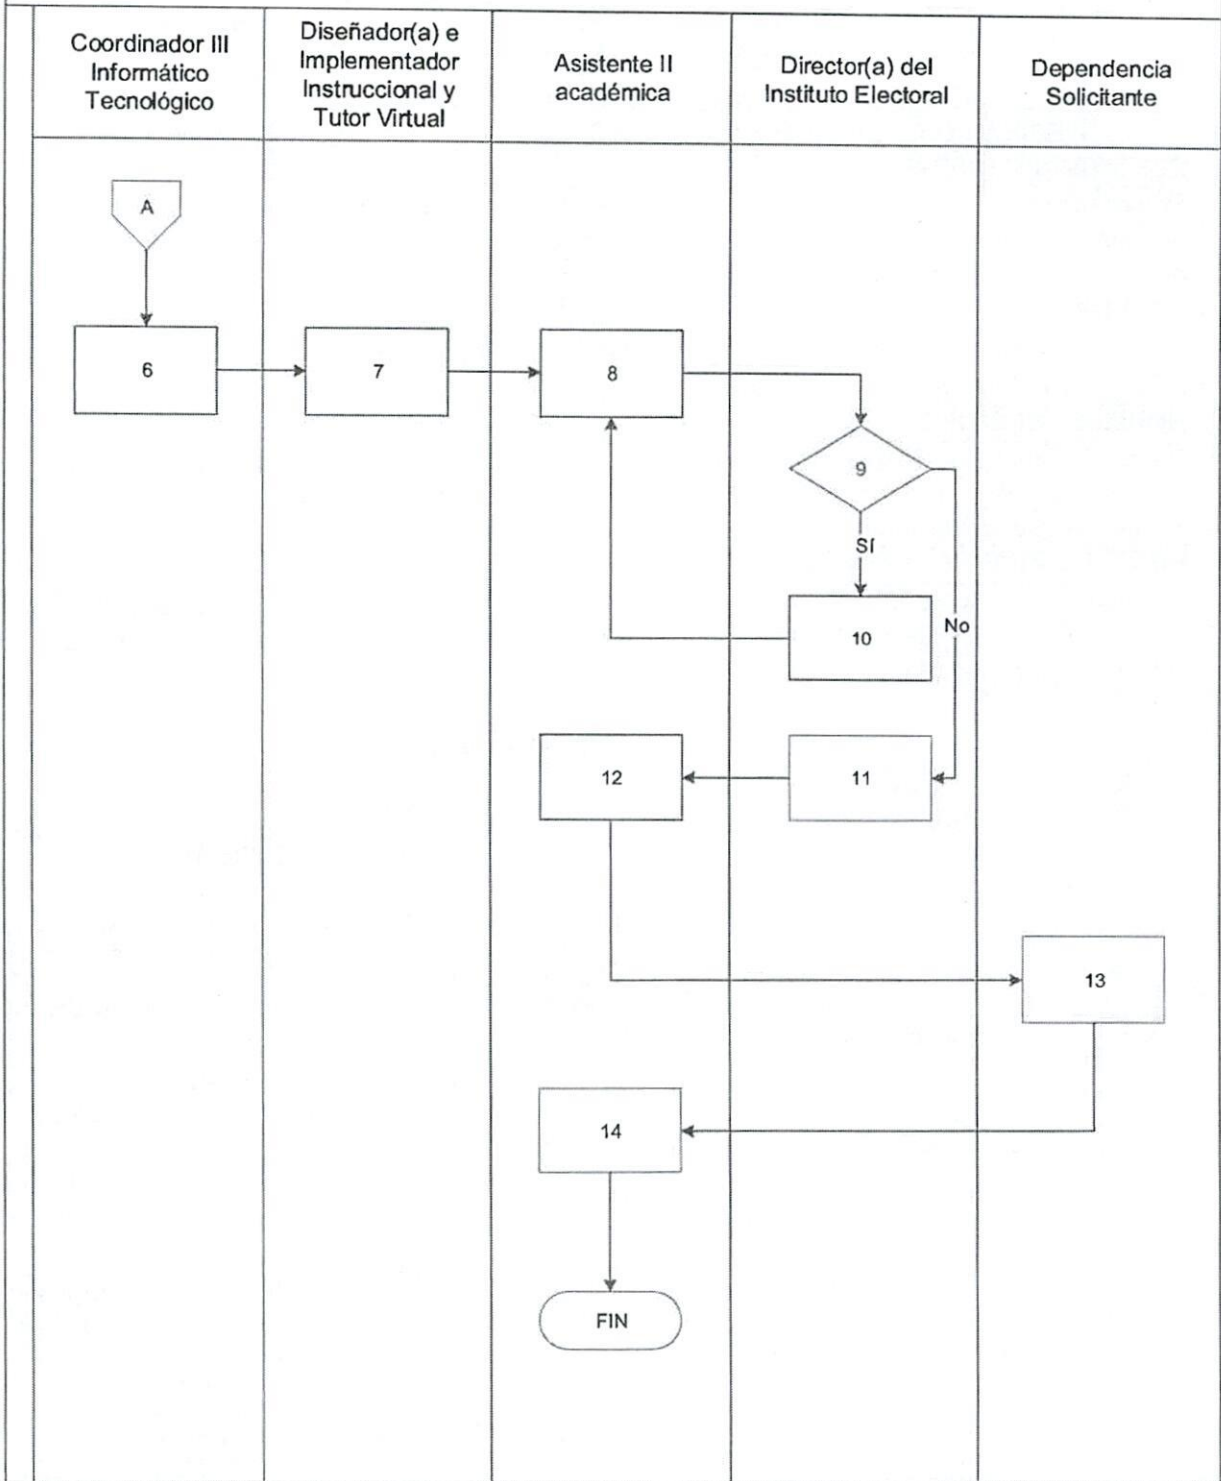 Coordinador III
Informático
Tecnológico
Diseñador(a) e
Implementador
Instruccional y
Tutor Virtual
Asistente II
académica
Director(a) del
Instituto Electoral
Dependencia
Solicitante
A
6
7
8
9
Sí
10
No
12
11
13
14
FIN